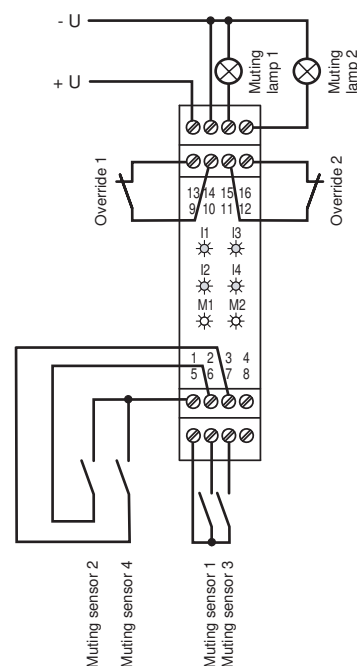 - U
+ U
Muting
lamp 1
Muting
lamp 2
Override 1
Override 2
13 14 15 16
9 10 11 12
I1 I3
I2 I4
M1 M2
1 2 3 4
5 6 7 8
Muting sensor 2
Muting sensor 4
Muting sensor 1
Muting sensor 3